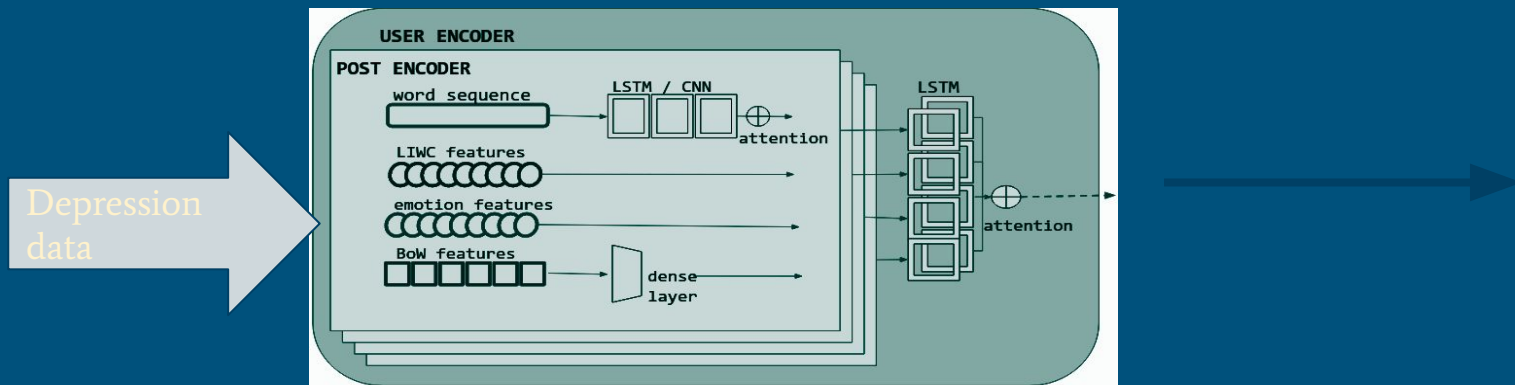 Depression
data
USER ENCODER
POST ENCODER
word sequence
LSTM / CNN
attention
LIWC features
emotion features
BoW features
dense
layer
LSTM
attention